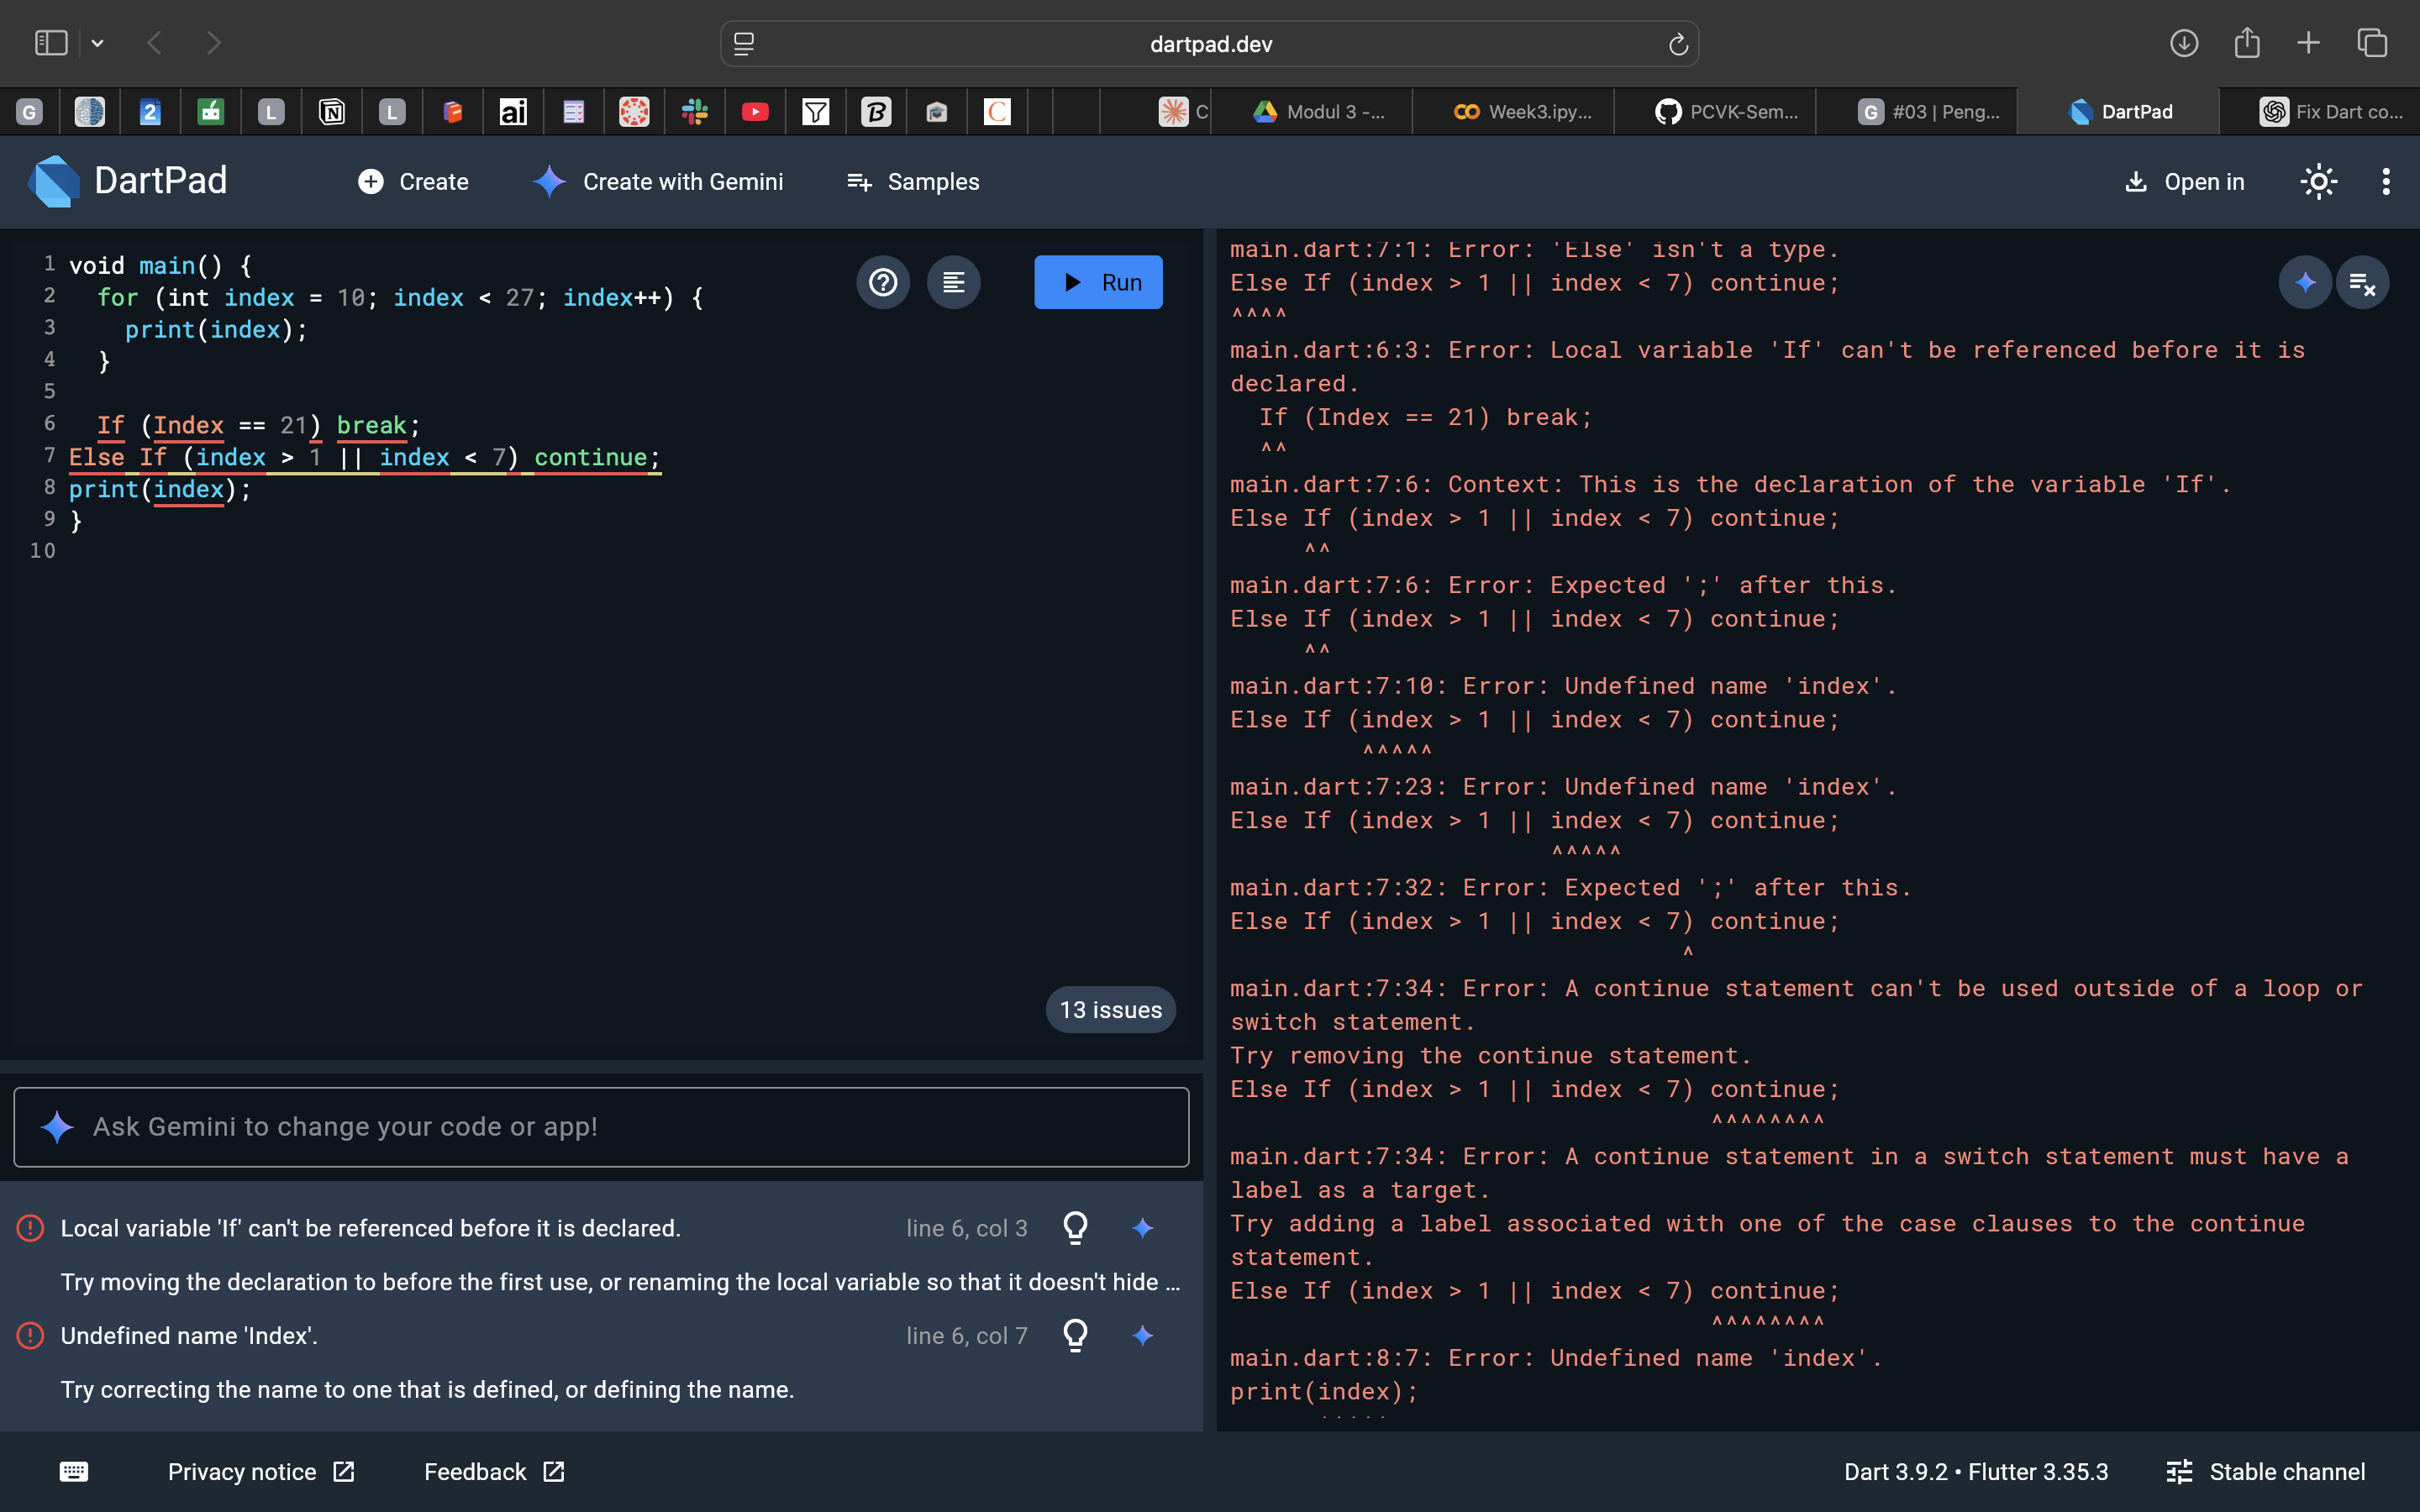 dartpad.dev
G
2
L
N
L
ai
B
C
C
Modul 3 -...
Week3.ipy...
PCVK-Sem...
G
#03 | Peng...
DartPad
Fix Dart co...
DartPad
Create
Create with Gemini
Samples
Open in
1 void main() {
2 for (int index = 10; index < 27; index++) {
3 print(index);
4 }
5
6 If (Index == 21) break;
7 Else If (index > 1 || index < 7) continue;
8 print(index);
9 }
10
Run
13 issues
Ask Gemini to change your code or app!
Local variable 'If' can't be referenced before it is declared.
line 6, col 3
Try moving the declaration to before the first use, or renaming the local variable so that it doesn't hide ...
Undefined name 'Index'.
line 6, col 7
Try correcting the name to one that is defined, or defining the name.
main.dart:7:1: Error: 'Else' isn't a type.
Else If (index > 1 || index < 7) continue;
^^^^
main.dart:6:3: Error: Local variable 'If' can't be referenced before it is
declared.
If (Index == 21) break;
^^
main.dart:7:6: Context: This is the declaration of the variable 'If'.
Else If (index > 1 || index < 7) continue;
^^
main.dart:7:6: Error: Expected ';' after this.
Else If (index > 1 || index < 7) continue;
^^
main.dart:7:10: Error: Undefined name 'index'.
Else If (index > 1 || index < 7) continue;
^^^^^
main.dart:7:23: Error: Undefined name 'index'.
Else If (index > 1 || index < 7) continue;
^^^^^
main.dart:7:32: Error: Expected ';' after this.
Else If (index > 1 || index < 7) continue;
^
main.dart:7:34: Error: A continue statement can't be used outside of a loop or
switch statement.
Try removing the continue statement.
Else If (index > 1 || index < 7) continue;
^^^^^^^^
main.dart:7:34: Error: A continue statement in a switch statement must have a
label as a target.
Try adding a label associated with one of the case clauses to the continue
statement.
Else If (index > 1 || index < 7) continue;
^^^^^^^^
main.dart:8:7: Error: Undefined name 'index'.
print(index);
^^^^^
Privacy notice
Feedback
Dart 3.9.2 • Flutter 3.35.3
Stable channel